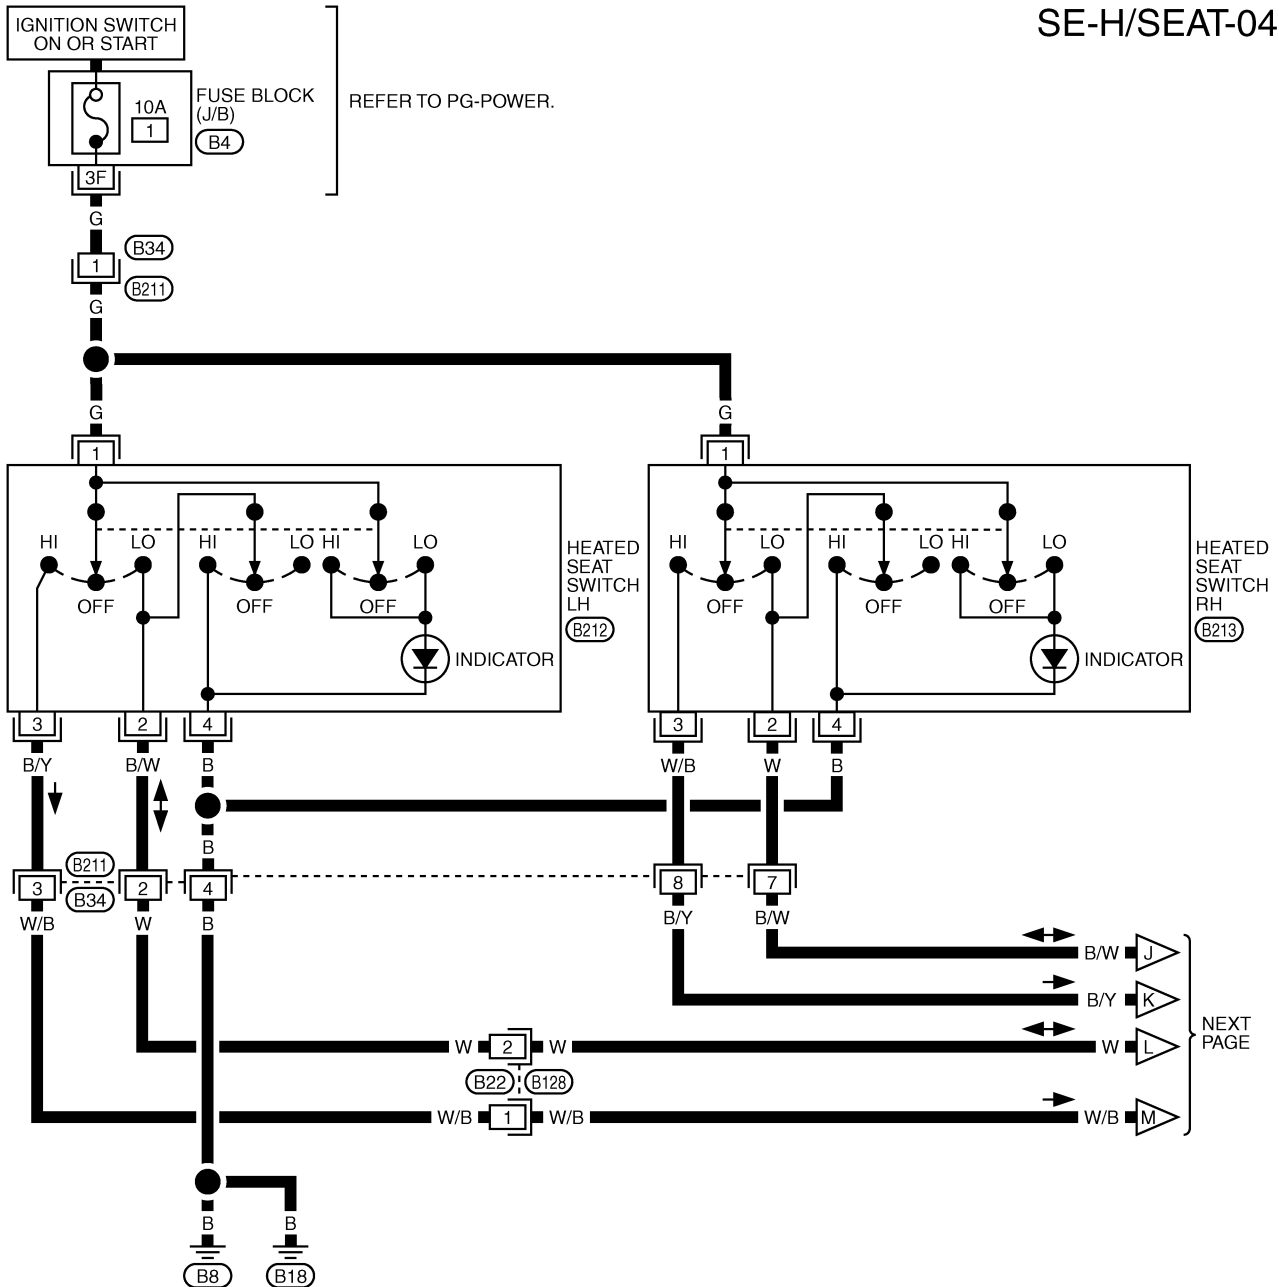 SE-H/SEAT-04
IGNITION SWITCH
ON OR START
10A
1
FUSE BLOCK
(J/B)
B4
REFER TO PG-POWER.
3F
G
B34
1
B211
G
G
G
1
1
HI
LO
HI
LO
HI
LO
OFF
OFF
OFF
INDICATOR
HEATED
SEAT
SWITCH
LH
B212
HI
LO
HI
LO
HI
LO
OFF
OFF
OFF
INDICATOR
HEATED
SEAT
SWITCH
RH
B213
3
2
4
3
2
4
B/Y
B/W
B
W/B
W
B
B
B211
B34
3
2
4
8
7
W/B
W
B
B/Y
B/W
B/W
J
B/Y
K
W
2
W
W
L
B22
B128
W/B
1
W/B
W/B
M
NEXT
PAGE
B
B
B8
B18